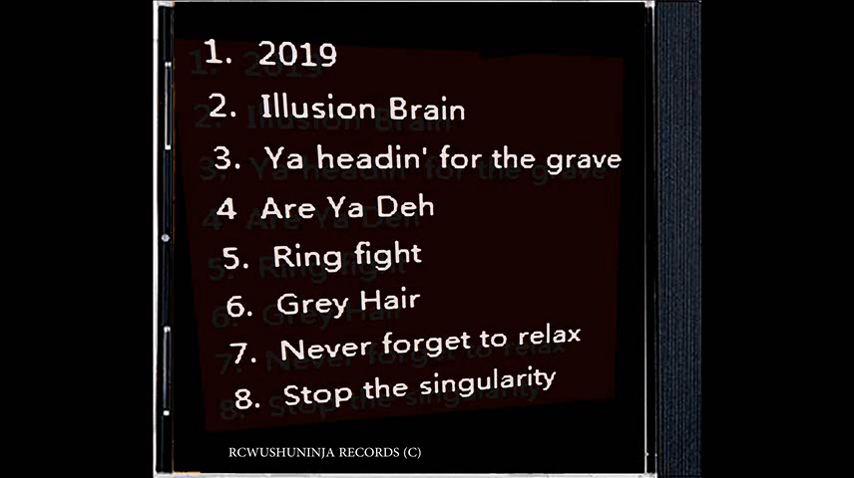 1. 2019
2. Illusion Brain
3. Ya headin' for the grave
4 Are Ya Deh
5. Ring fight
6. Grey Hair
7. Never forget to relax
8. Stop the singularity
RCWUSHUNINJA RECORDS (C)